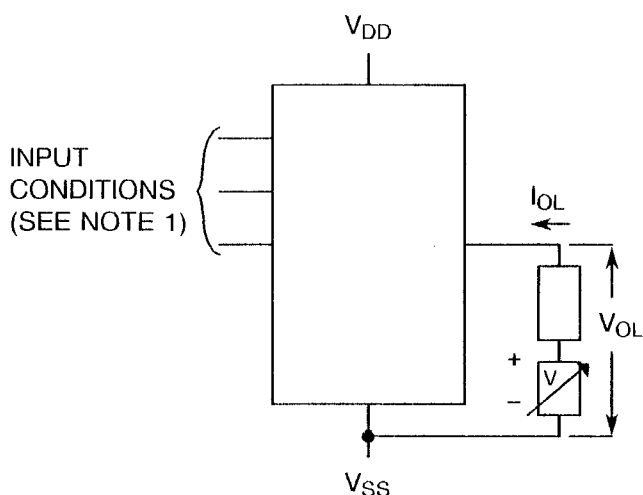 VDD
INPUT
CONDITIONS
(SEE NOTE 1)
IOL
VOL
+
V
−
VSS